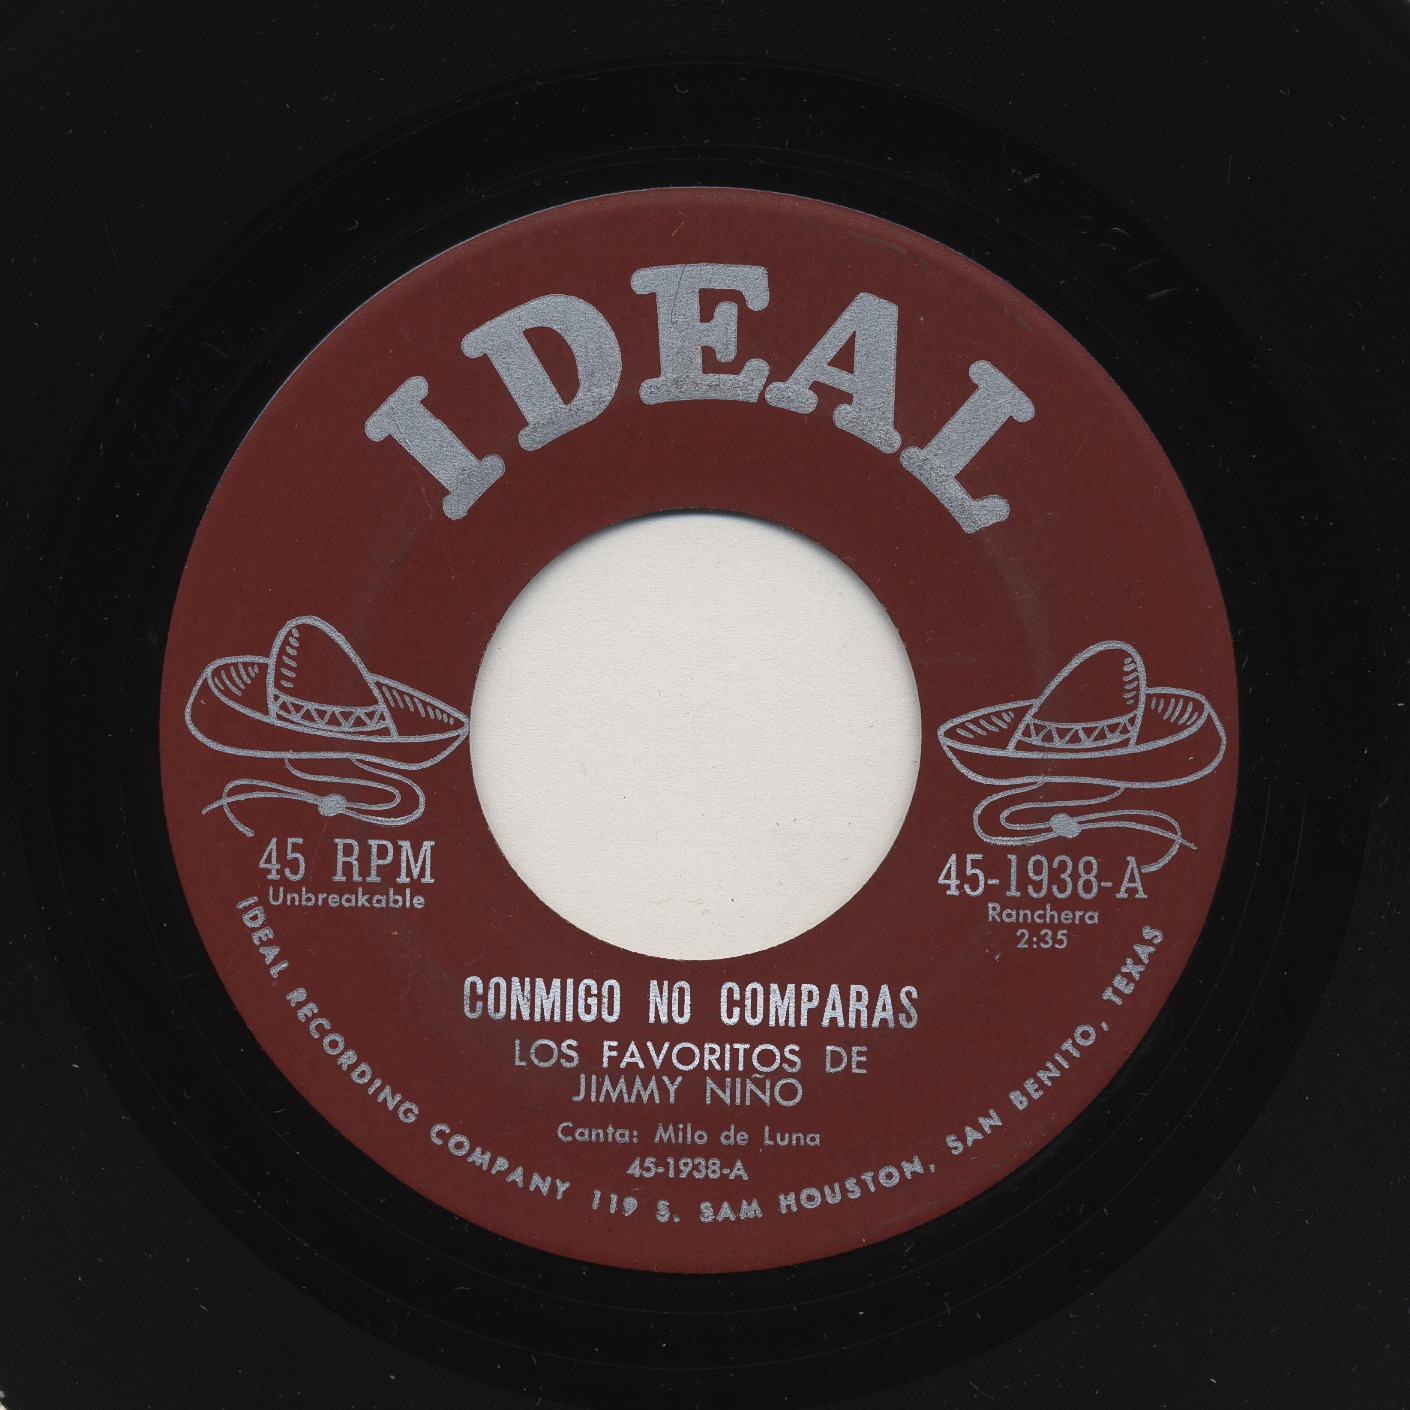 IDEAL
45 RPM
Unbreakable
45-1938-A
Ranchera
2:35
CONMIGO NO COMPARAS
LOS FAVORITOS DE
JIMMY NIÑO
Canta: Milo de Luna
45-1938-A
IDEAL RECORDING COMPANY 119 S. SAM HOUSTON, SAN BENITO, TEXAS